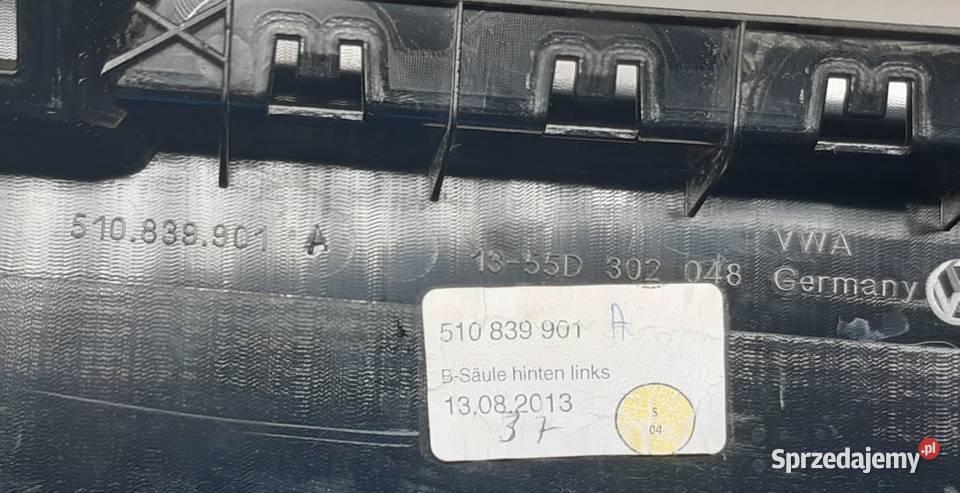 510.839.901 A
13-55D 302 048
VWA
Germany
510 839 901 A
B-Säule hinten links
13.08.2013
37
S
04
Sprzedajemy.pl